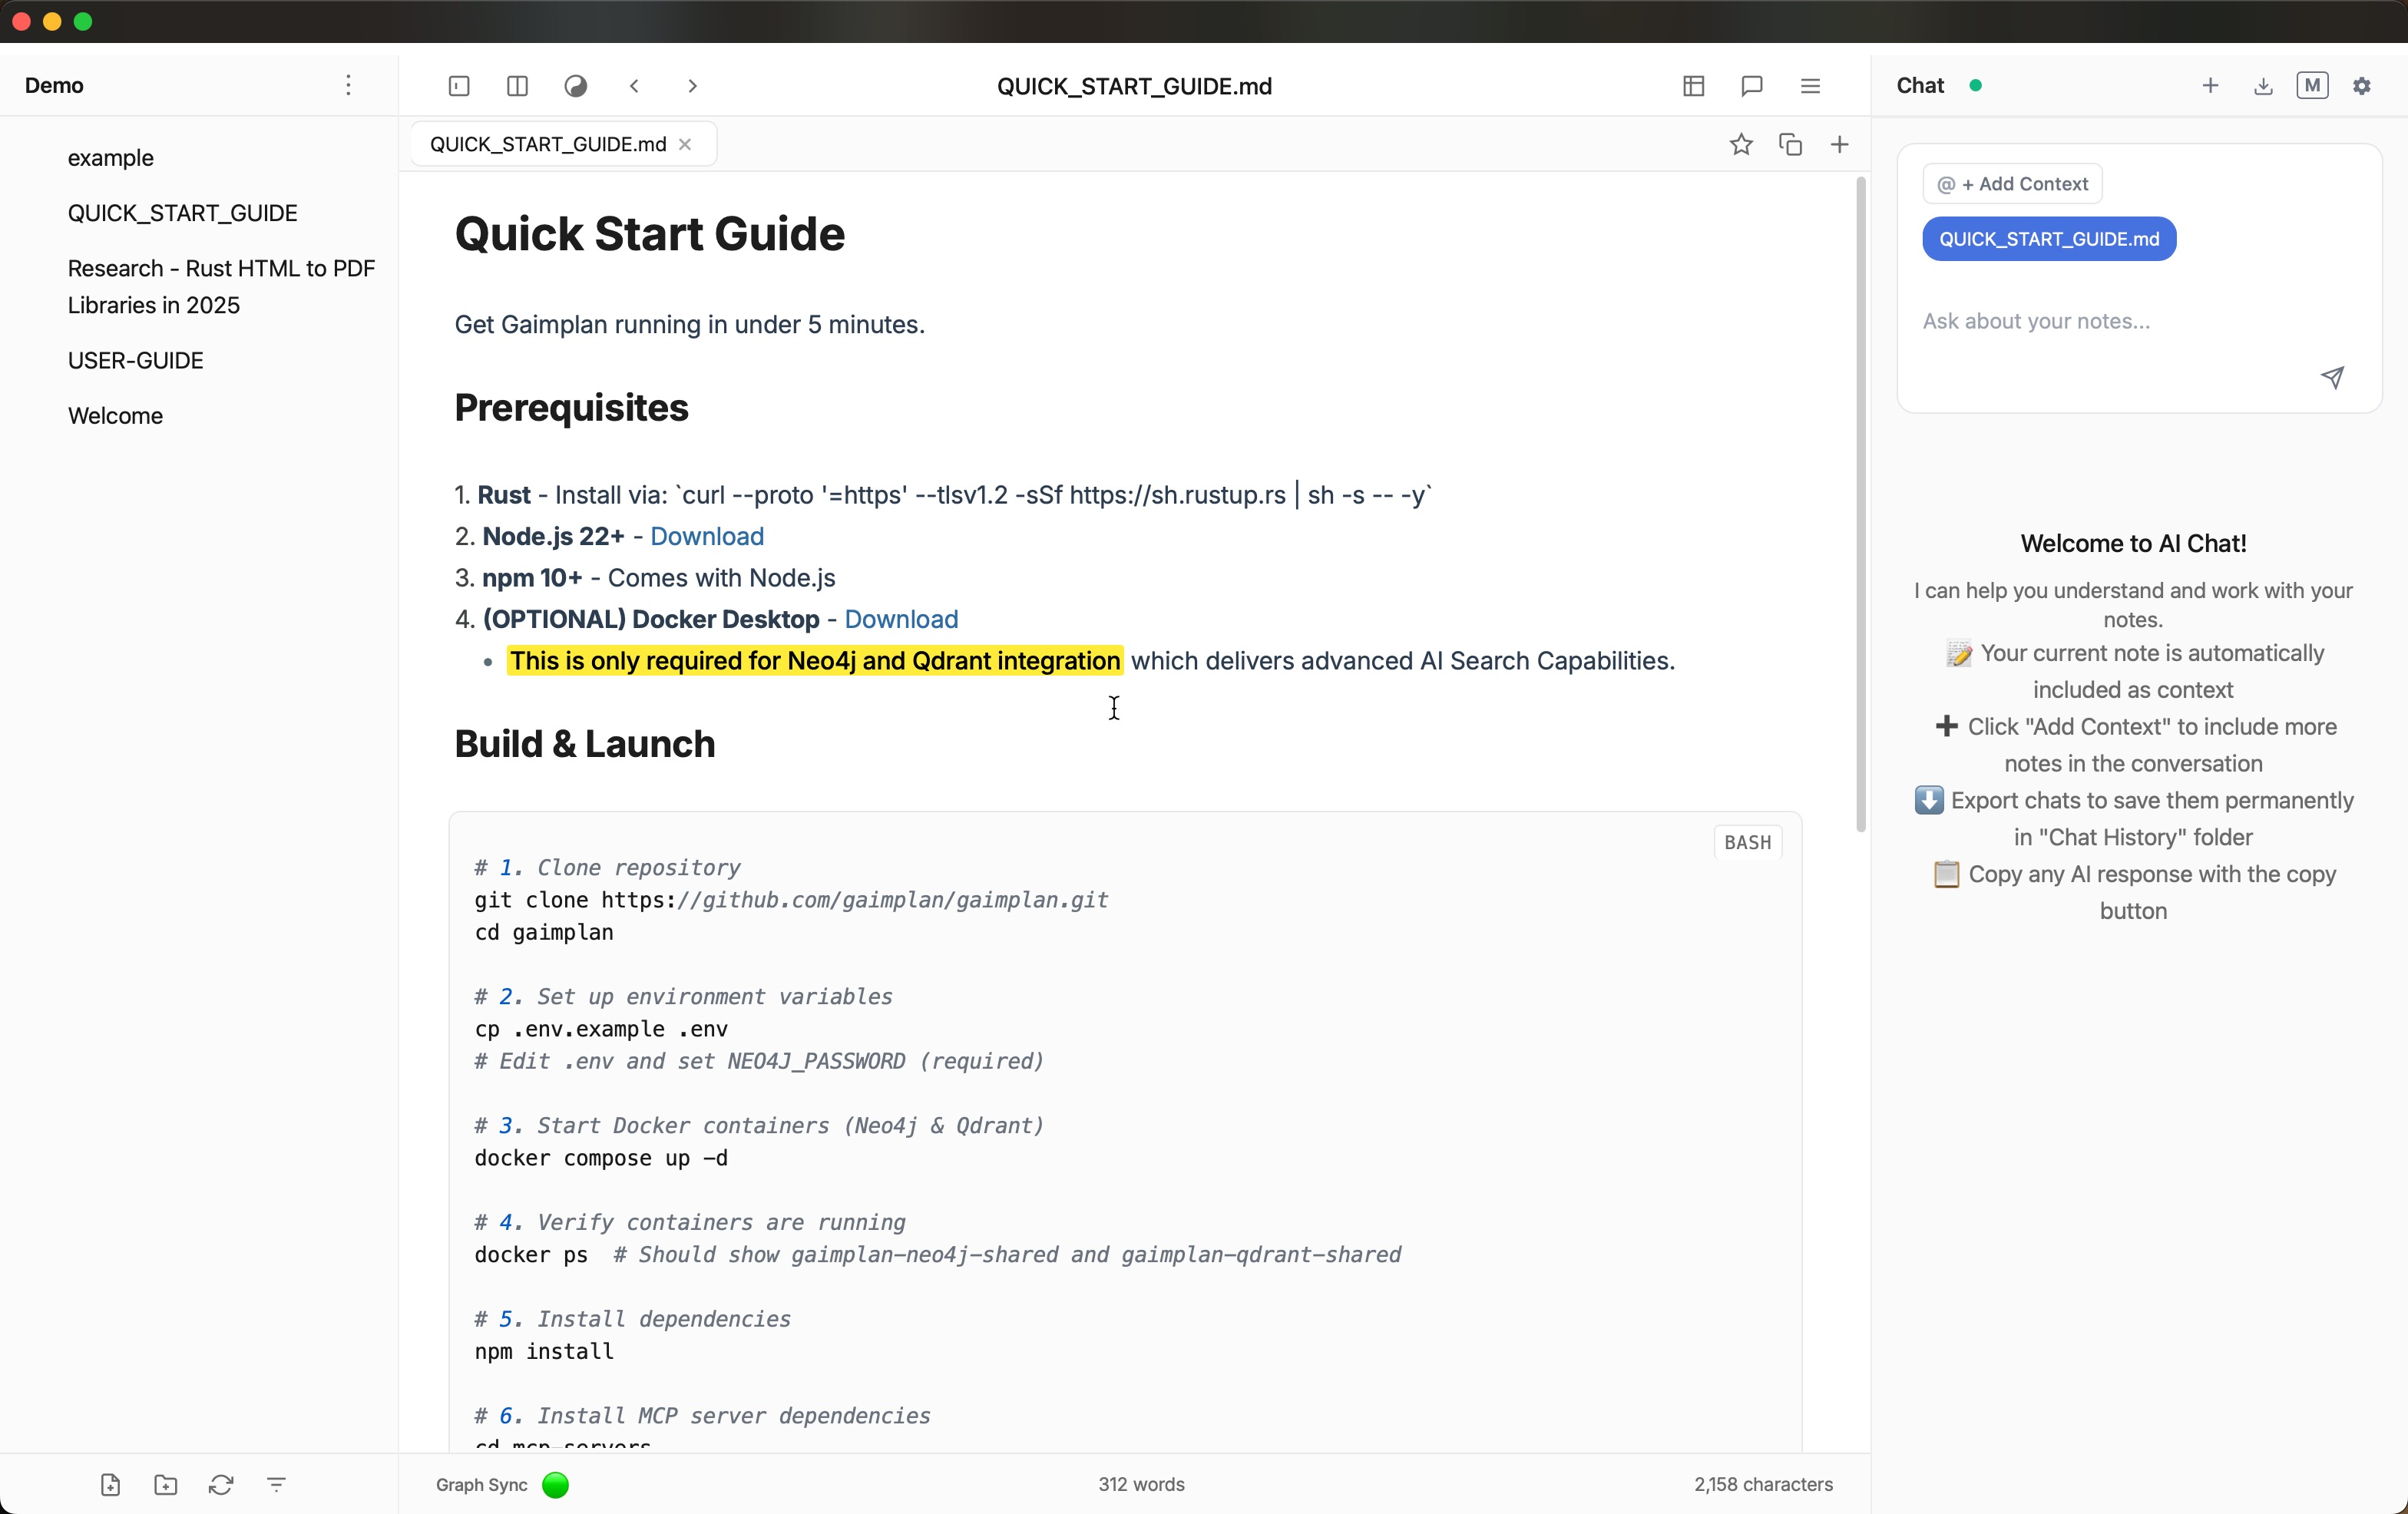 Demo
example
QUICK_START_GUIDE
Research - Rust HTML to PDF
Libraries in 2025
USER-GUIDE
Welcome
QUICK_START_GUIDE.md
QUICK_START_GUIDE.md
Quick Start Guide
Get Gaimplan running in under 5 minutes.
Prerequisites
1. Rust - Install via: `curl --proto '=https' --tlsv1.2 -sSf https://sh.rustup.rs | sh -s -- -y`
2. Node.js 22+ - Download
3. npm 10+ - Comes with Node.js
4. (OPTIONAL) Docker Desktop - Download
• This is only required for Neo4j and Qdrant integration which delivers advanced AI Search Capabilities.
Build & Launch
BASH
# 1. Clone repository
git clone https://github.com/gaimplan/gaimplan.git
cd gaimplan
# 2. Set up environment variables
cp .env.example .env
# Edit .env and set NEO4J_PASSWORD (required)
# 3. Start Docker containers (Neo4j & Qdrant)
docker compose up -d
# 4. Verify containers are running
docker ps  # Should show gaimplan-neo4j-shared and gaimplan-qdrant-shared
# 5. Install dependencies
npm install
# 6. Install MCP server dependencies
cd mcp-servers
Graph Sync
312 words
2,158 characters
Chat
M
@ + Add Context
QUICK_START_GUIDE.md
Ask about your notes...
Welcome to AI Chat!
I can help you understand and work with your
notes.
📝 Your current note is automatically
included as context
➕ Click "Add Context" to include more
notes in the conversation
⬇️ Export chats to save them permanently
in "Chat History" folder
📋 Copy any AI response with the copy
button